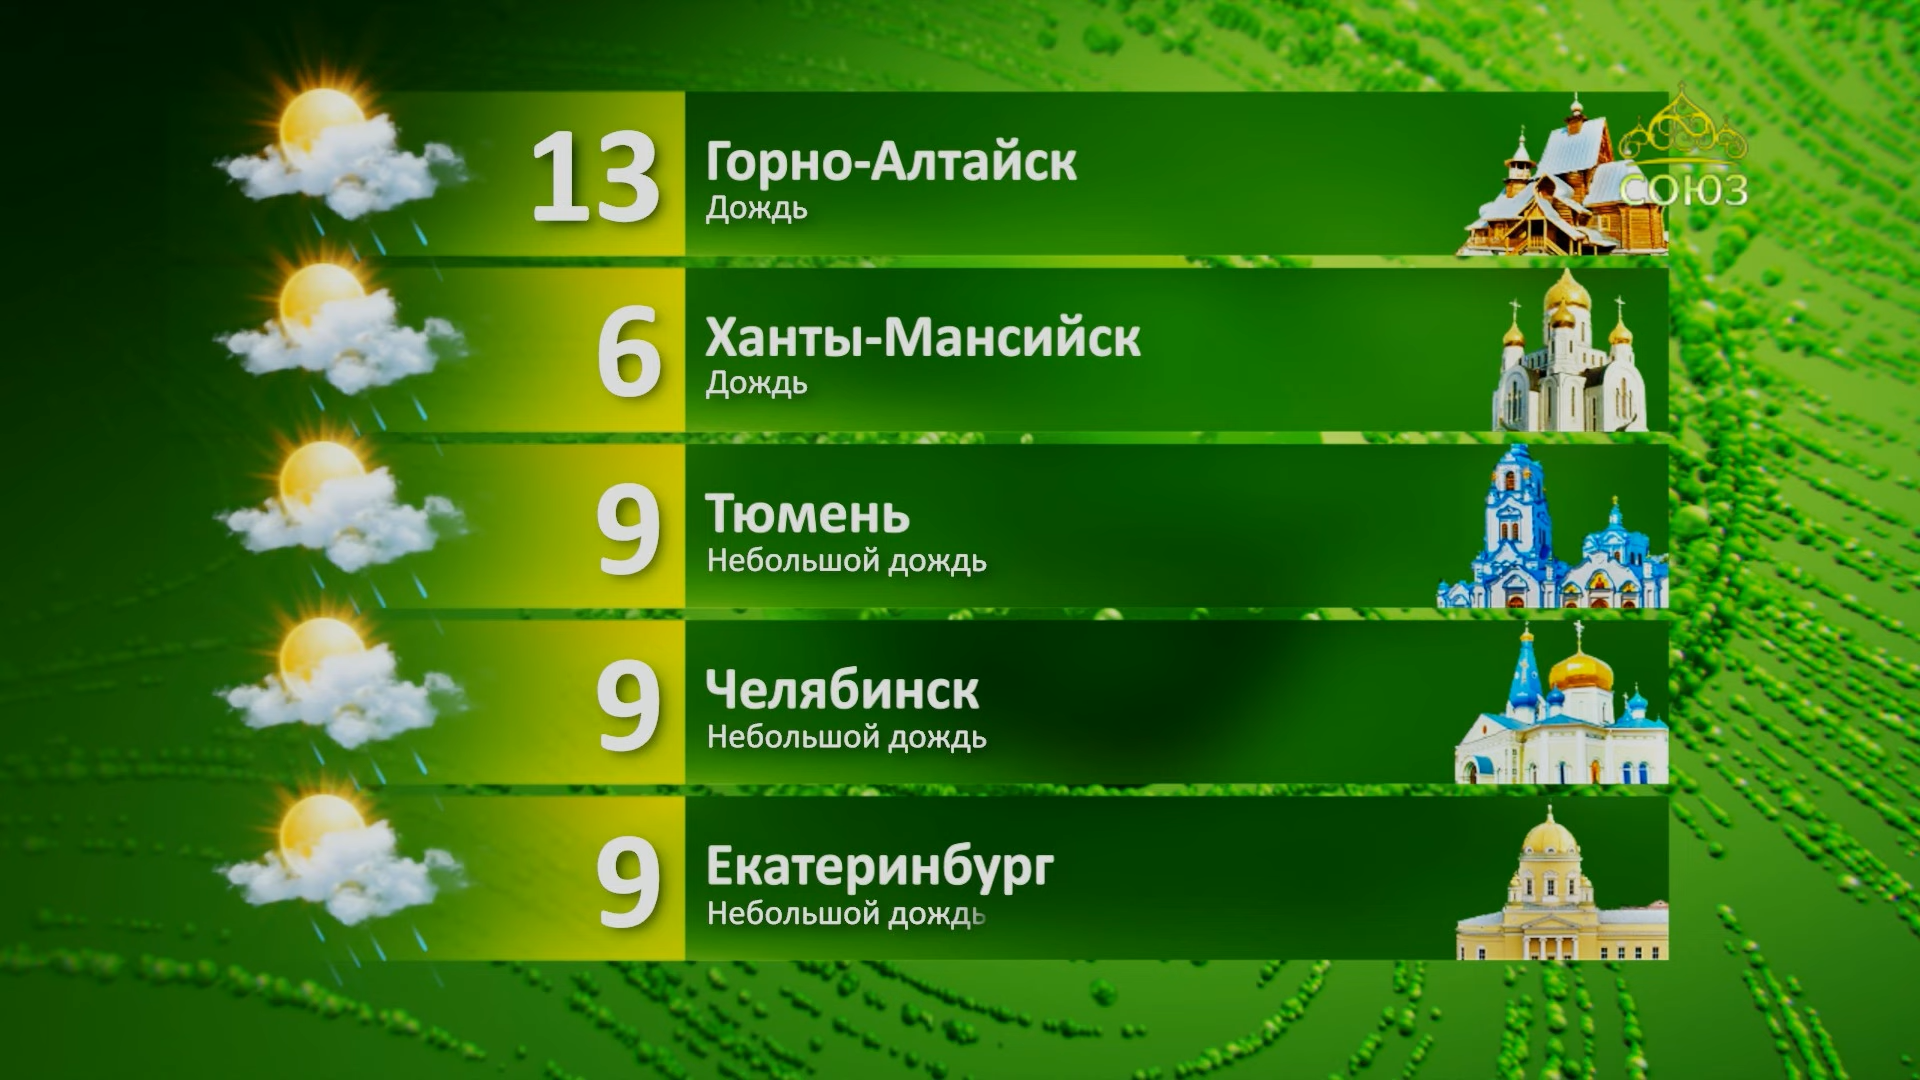 13
Горно-Алтайск
Дождь
СОЮЗ
6
Ханты-Мансийск
Дождь
9
Тюмень
Небольшой дождь
9
Челябинск
Небольшой дождь
9
Екатеринбург
Небольшой дождь